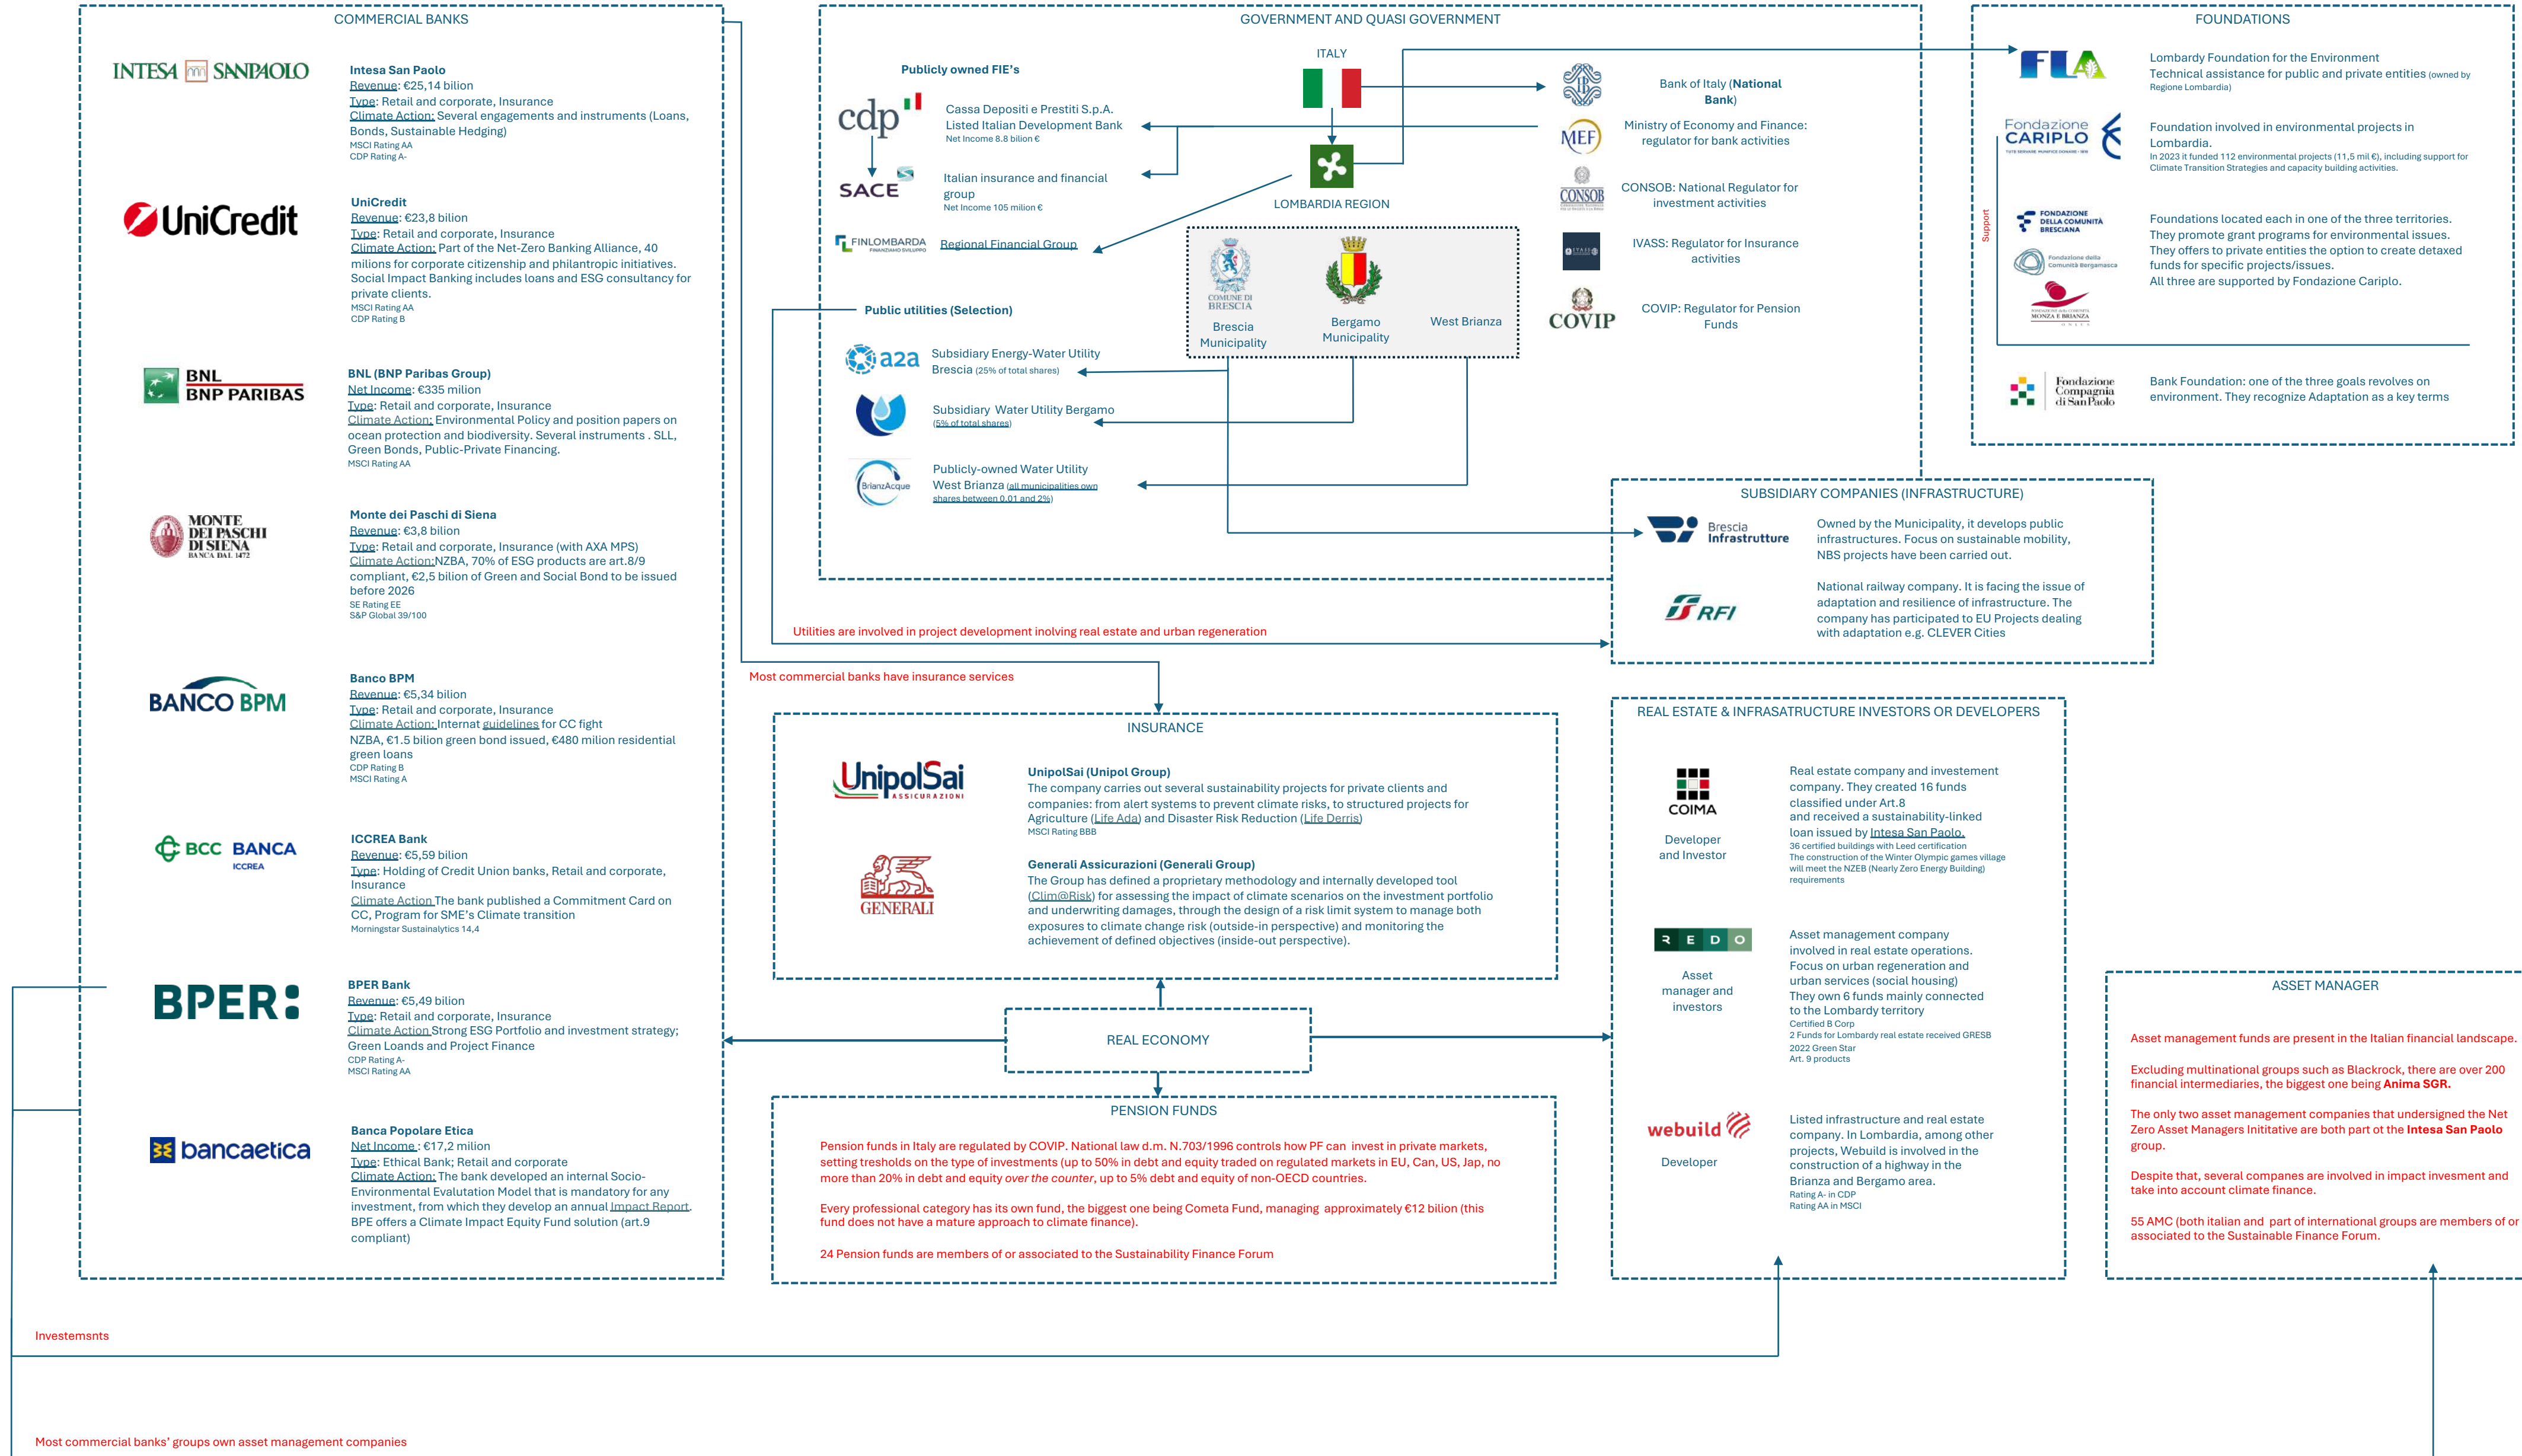 COMMERCIAL BANKS
INTESA SANPAOLO
Intesa San Paolo
Revenue: €25,14 bilion
Type: Retail and corporate, Insurance
Climate Action: Several engagements and instruments (Loans,
Bonds, Sustainable Hedging)
MSCI Rating AA
CDP Rating A-
UniCredit
UniCredit
Revenue: €23,8 bilion
Type: Retail and corporate, Insurance
Climate Action: Part of the Net-Zero Banking Alliance, 40
milions for corporate citizenship and philantropic initiatives.
Social Impact Banking includes loans and ESG consultancy for
private clients.
MSCI Rating AA
CDP Rating B
BNL
BNP PARIBAS
BNL (BNP Paribas Group)
Net Income: €335 milion
Type: Retail and corporate, Insurance
Climate Action: Environmental Policy and position papers on
ocean protection and biodiversity. Several instruments . SLL,
Green Bonds, Public-Private Financing.
MSCI Rating AA
MONTE
DEI PASCHI
DI SIENA
BANCA DAL 1472
Monte dei Paschi di Siena
Revenue: €3,8 bilion
Type: Retail and corporate, Insurance (with AXA MPS)
Climate Action:NZBA, 70% of ESG products are art.8/9
compliant, €2,5 bilion of Green and Social Bond to be issued
before 2026
SE Rating EE
S&P Global 39/100
BANCO BPM
Banco BPM
Revenue: €5,34 bilion
Type: Retail and corporate, Insurance
Climate Action: Internat guidelines for CC fight
NZBA, €1.5 bilion green bond issued, €480 milion residential
green loans
CDP Rating B
MSCI Rating A
BCC BANCA
ICCREA
ICCREA Bank
Revenue: €5,59 bilion
Type: Holding of Credit Union banks, Retail and corporate,
Insurance
Climate Action The bank published a Commitment Card on
CC, Program for SME's Climate transition
Morningstar Sustainalytics 14,4
BPER:
BPER Bank
Revenue: €5,49 bilion
Type: Retail and corporate, Insurance
Climate Action Strong ESG Portfolio and investment strategy;
Green Loands and Project Finance
CDP Rating A-
MSCI Rating AA
bancaetica
Banca Popolare Etica
Net Income : €17,2 milion
Type: Ethical Bank; Retail and corporate
Climate Action: The bank developed an internal Socio-
Environmental Evalutation Model that is mandatory for any
investment, from which they develop an annual Impact Report.
BPE offers a Climate Impact Equity Fund solution (art.9
compliant)
Investemsnts
Most commercial banks' groups own asset management companies
GOVERNMENT AND QUASI GOVERNMENT
Publicly owned FIE's
cdp
Cassa Depositi e Prestiti S.p.A.
Listed Italian Development Bank
Net Income 8.8 bilion €
SACE
Italian insurance and financial
group
Net Income 105 milion €
FINLOMBARDA
FINANZIAMO SVILUPPO
Regional Financial Group
ITALY
LOMBARDIA REGION
COMUNE DI
BRESCIA
Brescia
Municipality
Bergamo
Municipality
West Brianza
Bank of Italy (National
Bank)
MEF
Ministry of Economy and Finance:
regulator for bank activities
CONSOB
CONSOB: National Regulator for
investment activities
IVASS
IVASS: Regulator for Insurance
activities
COVIP
COVIP: Regulator for Pension
Funds
Public utilities (Selection)
a2a
Subsidiary Energy-Water Utility
Brescia (25% of total shares)
Subsidiary Water Utility Bergamo
(5% of total shares)
BrianzAcque
Publicly-owned Water Utility
West Brianza (all municipalities own
shares between 0.01 and 2%)
Utilities are involved in project development inolving real estate and urban regeneration
Most commercial banks have insurance services
FOUNDATIONS
FLA
Lombardy Foundation for the Environment
Technical assistance for public and private entities (owned by
Regione Lombardia)
Fondazione
CARIPLO
TUTE SERVARE MUNIFICE DONARE · 1816
Foundation involved in environmental projects in
Lombardia.
In 2023 it funded 112 environmental projects (11,5 mil €), including support for
Climate Transition Strategies and capacity building activities.
Support
FONDAZIONE
DELLA COMUNITÀ
BRESCIANA
Fondazione della
Comunità Bergamasca
MONZA E BRIANZA
Foundations located each in one of the three territories.
They promote grant programs for environmental issues.
They offers to private entities the option to create detaxed
funds for specific projects/issues.
All three are supported by Fondazione Cariplo.
Fondazione
Compagnia
di SanPaolo
Bank Foundation: one of the three goals revolves on
environment. They recognize Adaptation as a key terms
SUBSIDIARY COMPANIES (INFRASTRUCTURE)
Brescia
Infrastrutture
Owned by the Municipality, it develops public
infrastructures. Focus on sustainable mobility,
NBS projects have been carried out.
RFI
National railway company. It is facing the issue of
adaptation and resilience of infrastructure. The
company has participated to EU Projects dealing
with adaptation e.g. CLEVER Cities
INSURANCE
UnipolSai
ASSICURAZIONI
UnipolSai (Unipol Group)
The company carries out several sustainability projects for private clients and
companies: from alert systems to prevent climate risks, to structured projects for
Agriculture (Life Ada) and Disaster Risk Reduction (Life Derris)
MSCI Rating BBB
GENERALI
Generali Assicurazioni (Generali Group)
The Group has defined a proprietary methodology and internally developed tool
(Clim@Risk) for assessing the impact of climate scenarios on the investment portfolio
and underwriting damages, through the design of a risk limit system to manage both
exposures to climate change risk (outside-in perspective) and monitoring the
achievement of defined objectives (inside-out perspective).
REAL ECONOMY
PENSION FUNDS
Pension funds in Italy are regulated by COVIP. National law d.m. N.703/1996 controls how PF can invest in private markets,
setting tresholds on the type of investments (up to 50% in debt and equity traded on regulated markets in EU, Can, US, Jap, no
more than 20% in debt and equity over the counter, up to 5% debt and equity of non-OECD countries.
Every professional category has its own fund, the biggest one being Cometa Fund, managing approximately €12 bilion (this
fund does not have a mature approach to climate finance).
24 Pension funds are members of or associated to the Sustainability Finance Forum
REAL ESTATE & INFRASATRUCTURE INVESTORS OR DEVELOPERS
COIMA
Developer
and Investor
Real estate company and investement
company. They created 16 funds
classified under Art.8
and received a sustainability-linked
loan issued by Intesa San Paolo.
36 certified buildings with Leed certification
The construction of the Winter Olympic games village
will meet the NZEB (Nearly Zero Energy Building)
requirements
REDO
Asset
manager and
investors
Asset management company
involved in real estate operations.
Focus on urban regeneration and
urban services (social housing)
They own 6 funds mainly connected
to the Lombardy territory
Certified B Corp
2 Funds for Lombardy real estate received GRESB
2022 Green Star
Art. 9 products
webuild
Developer
Listed infrastructure and real estate
company. In Lombardia, among other
projects, Webuild is involved in the
construction of a highway in the
Brianza and Bergamo area.
Rating A- in CDP
Rating AA in MSCI
ASSET MANAGER
Asset management funds are present in the Italian financial landscape.
Excluding multinational groups such as Blackrock, there are over 200
financial intermediaries, the biggest one being Anima SGR.
The only two asset management companies that undersigned the Net
Zero Asset Managers Inititative are both part ot the Intesa San Paolo
group.
Despite that, several companes are involved in impact invesment and
take into account climate finance.
55 AMC (both italian and part of international groups are members of or
associated to the Sustainable Finance Forum.